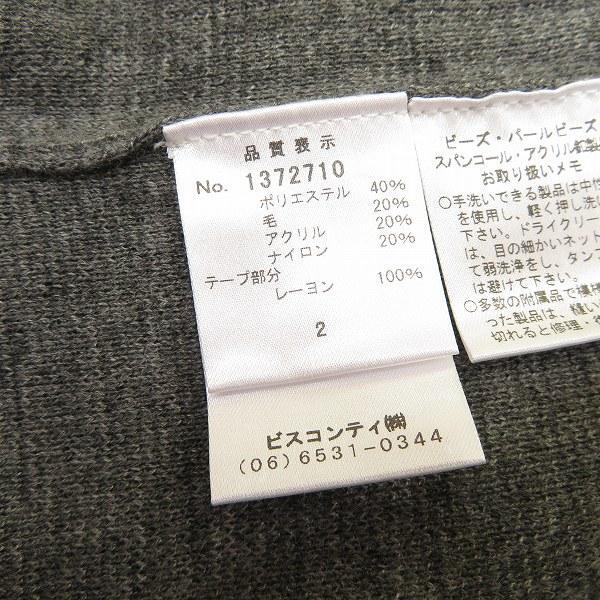 品質表示
No. 1372710
ポリエステル 40%
毛 20%
アクリル 20%
ナイロン 20%
テープ部分
レーヨン 100%
2
ビスコンティ㈱
(06)6531-0344
ビーズ・パールビーズ
スパンコール・アクリル
お取り扱いメモ
○手洗いできる製品は中性
を使用し、軽く押し洗
下さい。ドライクリー
は、目の細かいネット
て弱洗浄をし、タン
は避けて下さい。
○多数の附属品で模様
った製品は、縫い
切れると修理・